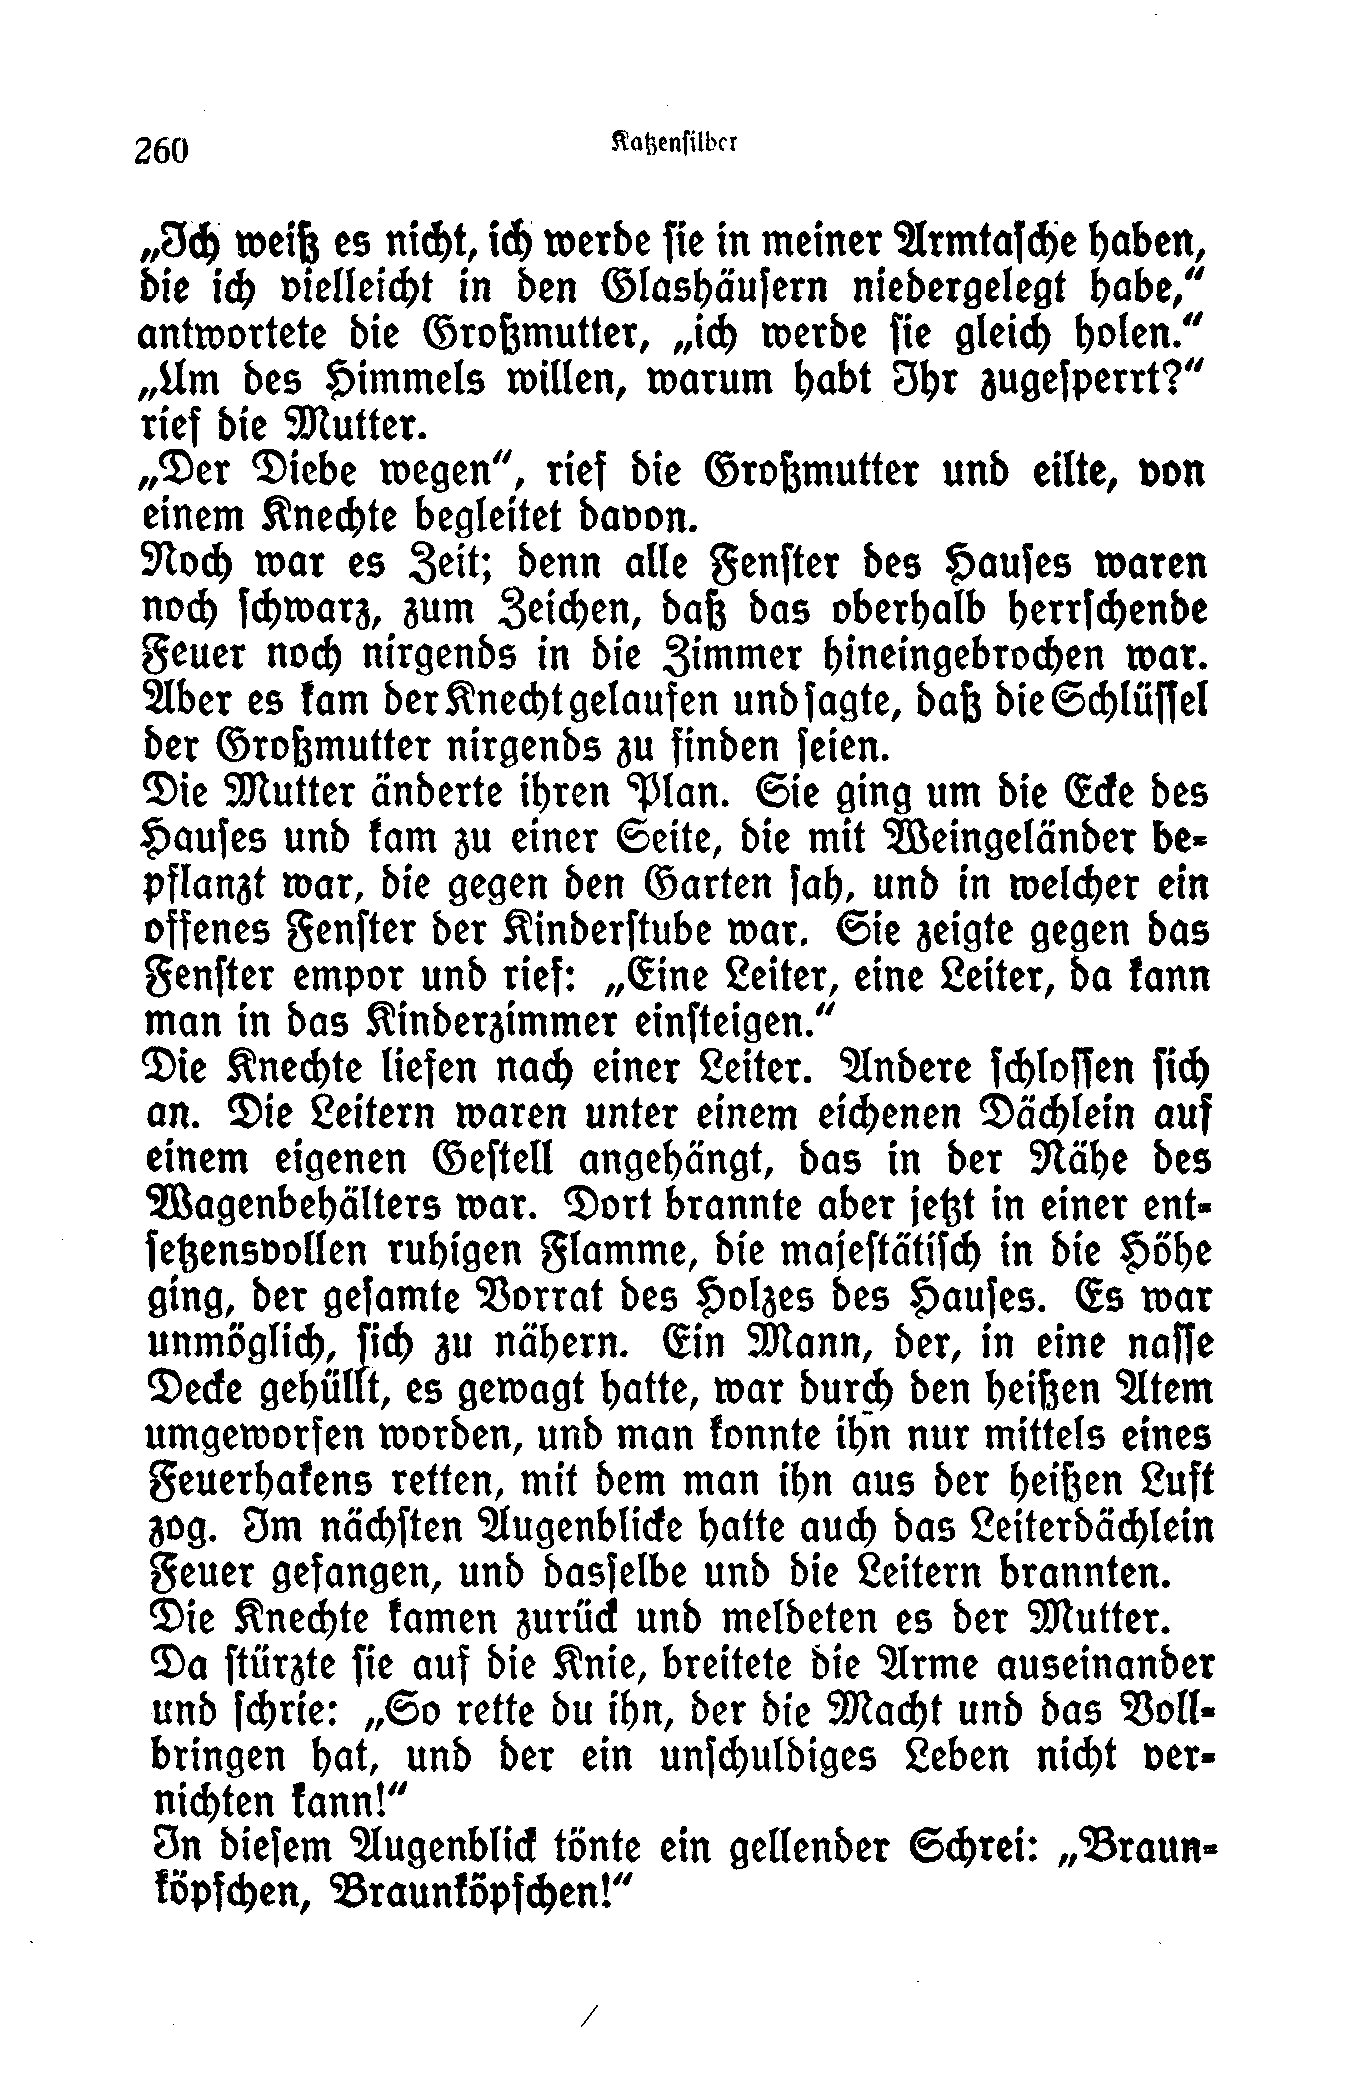 260
Katzensilber
„Ich weiß es nicht, ich werde sie in meiner Armtasche haben,
die ich vielleicht in den Glashäusern niedergelegt habe,“
antwortete die Großmutter, „ich werde sie gleich holen.“
„Um des Himmels willen, warum habt Ihr zugesperrt?“
rief die Mutter.
„Der Diebe wegen“, rief die Großmutter und eilte, von
einem Knechte begleitet davon.
Noch war es Zeit; denn alle Fenster des Hauses waren
noch schwarz, zum Zeichen, daß das oberhalb herrschende
Feuer noch nirgends in die Zimmer hineingebrochen war.
Aber es kam der Knecht gelaufen und sagte, daß die Schlüssel
der Großmutter nirgends zu finden seien.
Die Mutter änderte ihren Plan. Sie ging um die Ecke des
Hauses und kam zu einer Seite, die mit Weingeländer be-
pflanzt war, die gegen den Garten sah, und in welcher ein
offenes Fenster der Kinderstube war. Sie zeigte gegen das
Fenster empor und rief: „Eine Leiter, eine Leiter, da kann
man in das Kinderzimmer einsteigen.“
Die Knechte liefen nach einer Leiter. Andere schlossen sich
an. Die Leitern waren unter einem eichenen Dächlein auf
einem eigenen Gestell angehängt, das in der Nähe des
Wagenbehälters war. Dort brannte aber jetzt in einer ent-
setzensvollen ruhigen Flamme, die majestätisch in die Höhe
ging, der gesamte Vorrat des Holzes des Hauses. Es war
unmöglich, sich zu nähern. Ein Mann, der, in eine nasse
Decke gehüllt, es gewagt hatte, war durch den heißen Atem
umgeworfen worden, und man konnte ihn nur mittels eines
Feuerhakens retten, mit dem man ihn aus der heißen Luft
zog. Im nächsten Augenblicke hatte auch das Leiterdächlein
Feuer gefangen, und dasselbe und die Leitern brannten.
Die Knechte kamen zurück und meldeten es der Mutter.
Da stürzte sie auf die Knie, breitete die Arme auseinander
und schrie: „So rette du ihn, der die Macht und das Voll-
bringen hat, und der ein unschuldiges Leben nicht ver-
nichten kann!“
In diesem Augenblick tönte ein gellender Schrei: „Braun-
köpfchen, Braunköpfchen!“